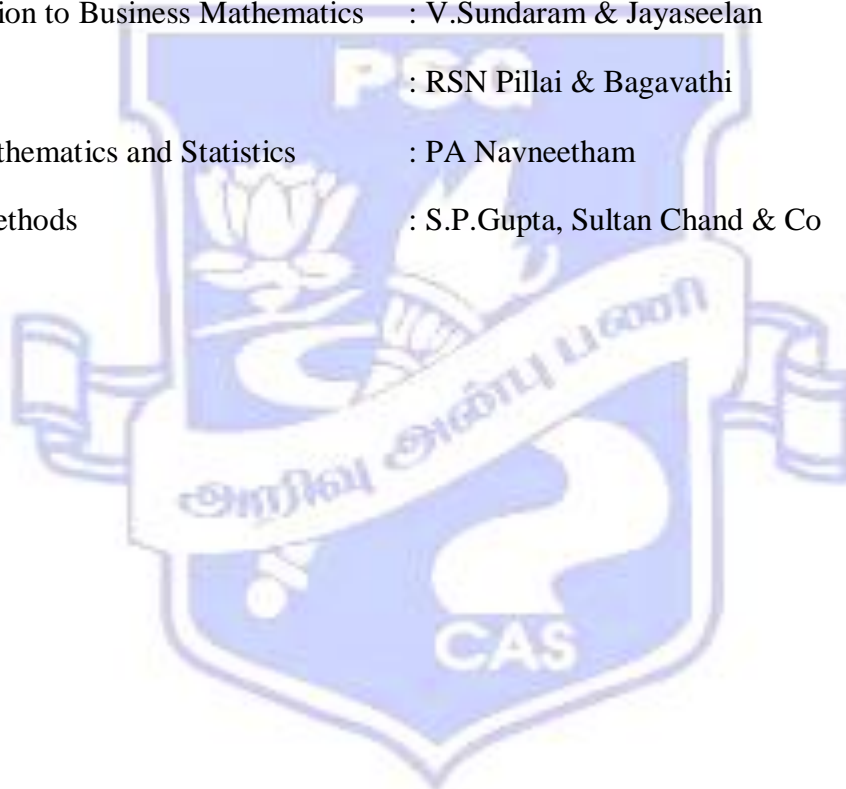 ion to Business Mathematics : V.Sundaram & Jayaseelan
PSG
: RSN Pillai & Bagavathi
thematics and Statistics : PA Navneetham
ethods : S.P.Gupta, Sultan Chand & Co
அறிவு அன்பு பணி
CAS